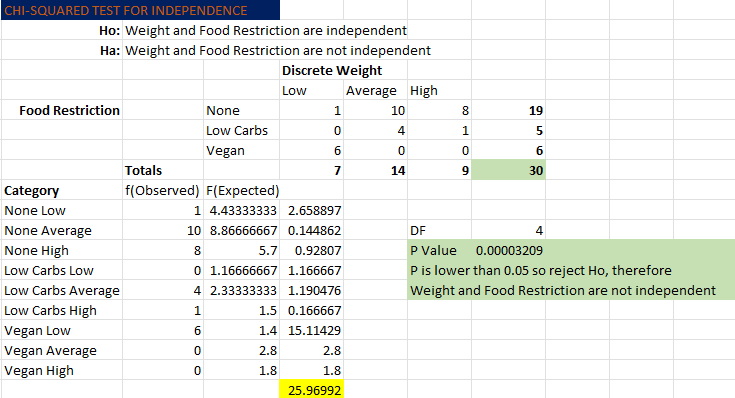 CHI-SQUARED TEST FOR INDEPENDENCE
Ho: Weight and Food Restriction are independent
Ha: Weight and Food Restriction are not independent
Discrete Weight
Low Average High
Food Restriction None 1 10 8 19
Low Carbs 0 4 1 5
Vegan 6 0 0 6
Totals 7 14 9 30
Category f(Observed) F(Expected)
None Low 1 4.43333333 2.658897
None Average 10 8.86666667 0.144862 DF 4
None High 8 5.7 0.92807 P Value 0.00003209
Low Carbs Low 0 1.16666667 1.166667 P is lower than 0.05 so reject Ho, therefore
Low Carbs Average 4 2.33333333 1.190476 Weight and Food Restriction are not independent
Low Carbs High 1 1.5 0.166667
Vegan Low 6 1.4 15.11429
Vegan Average 0 2.8 2.8
Vegan High 0 1.8 1.8
25.96992